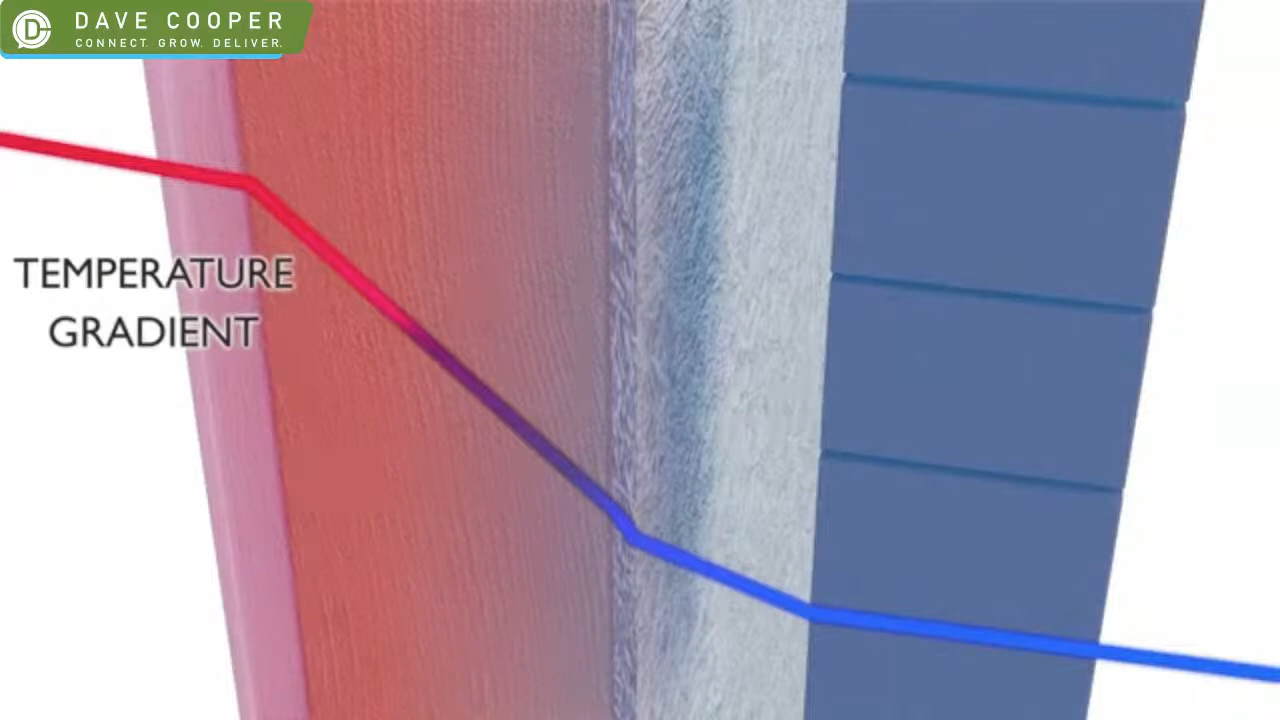 DAVE COOPER
CONNECT. GROW. DELIVER.
TEMPERATURE
GRADIENT